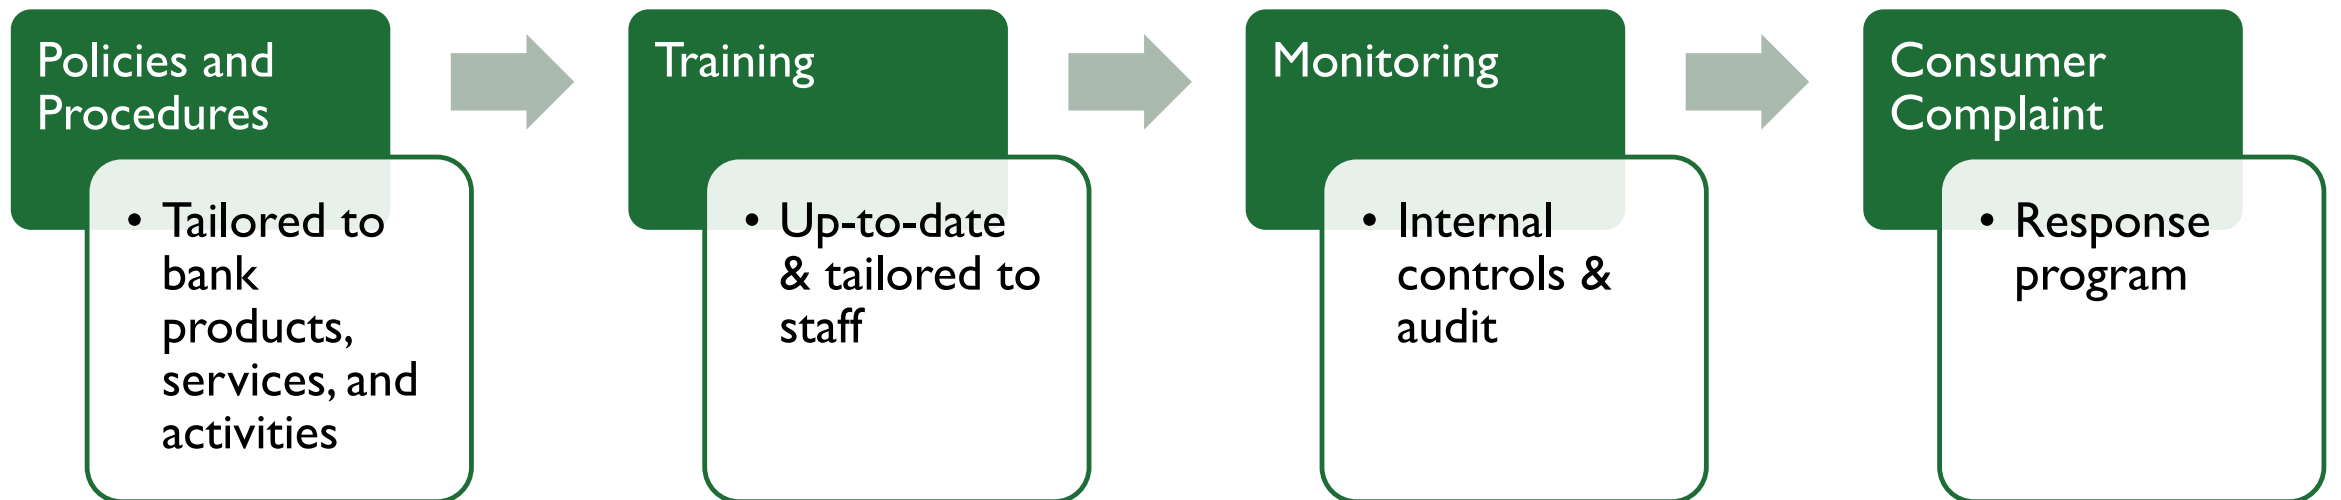 Policies and
Procedures
• Tailored to
bank
products,
services, and
activities
Training
• Up-to-date
& tailored to
staff
Monitoring
• Internal
controls &
audit
Consumer
Complaint
• Response
program